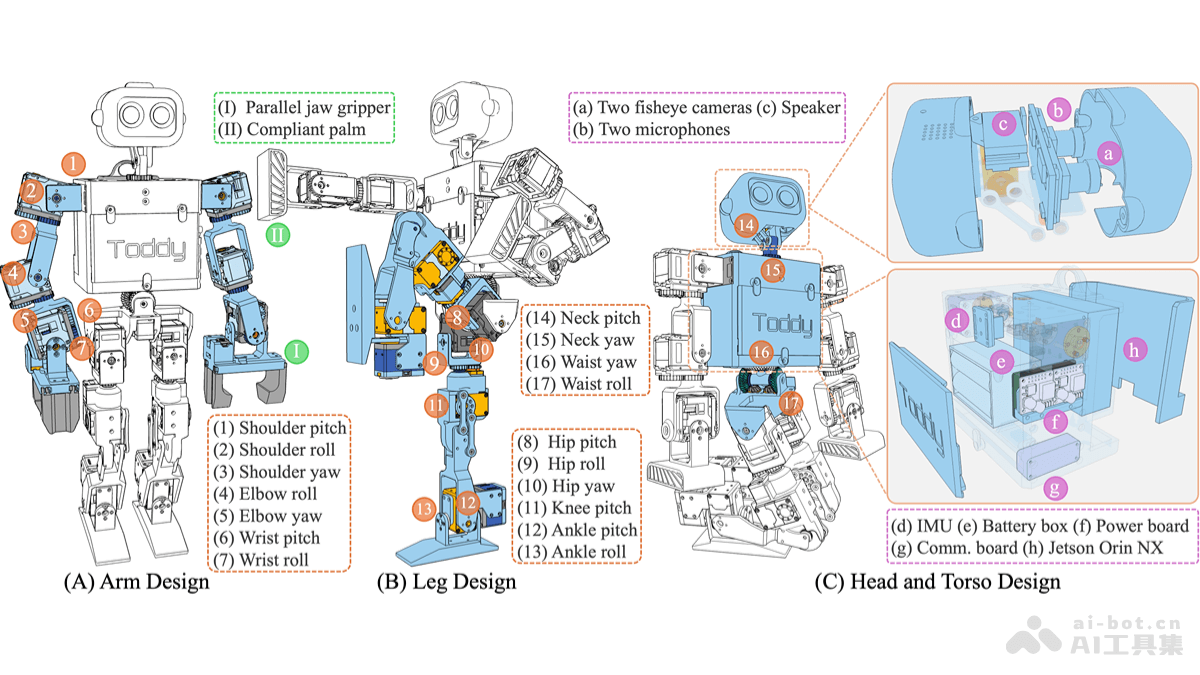 (I) Parallel jaw gripper
(II) Compliant palm
(a) Two fisheye cameras (c) Speaker
(b) Two microphones
1
2
3
4
5
6
7
Toddy
I
II
(1) Shoulder pitch
(2) Shoulder roll
(3) Shoulder yaw
(4) Elbow roll
(5) Elbow yaw
(6) Wrist pitch
(7) Wrist roll
(A) Arm Design
8
9
10
11
12
13
Toddy
(8) Hip pitch
(9) Hip roll
(10) Hip yaw
(11) Knee pitch
(12) Ankle pitch
(13) Ankle roll
(B) Leg Design
(14) Neck pitch
(15) Neck yaw
(16) Waist yaw
(17) Waist roll
14
15
Toddy
16
17
c
b
a
d
e
h
Toddy
f
g
(d) IMU (e) Battery box (f) Power board
(g) Comm. board (h) Jetson Orin NX
(C) Head and Torso Design
ai-bot.cn
AI工具集